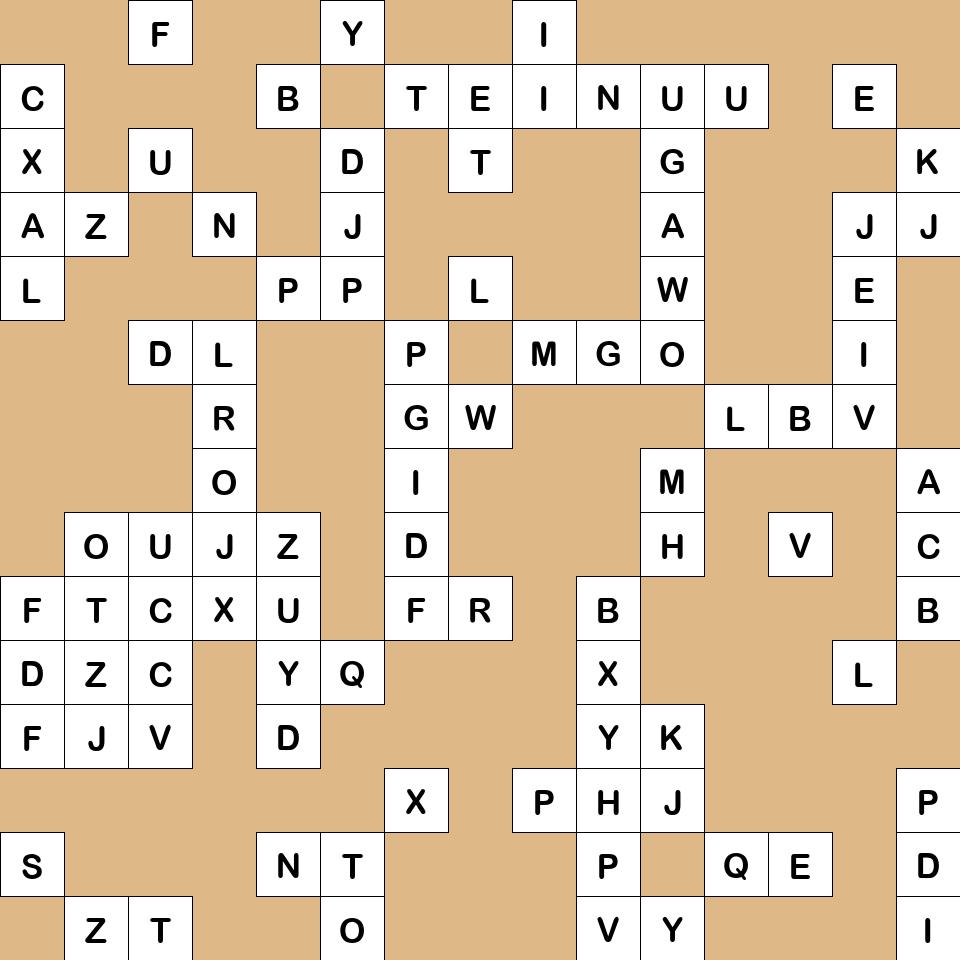 F Y I
C B T E I N U U E
X U D T G K
A Z N J A J J
L P P L W E
D L P M G O I
R G W L B V
O I M A
O U J Z D H V C
F T C X U F R B B
D Z C Y Q X L
F J V D Y K
X P H J P
S N T P Q E D
Z T O V Y I